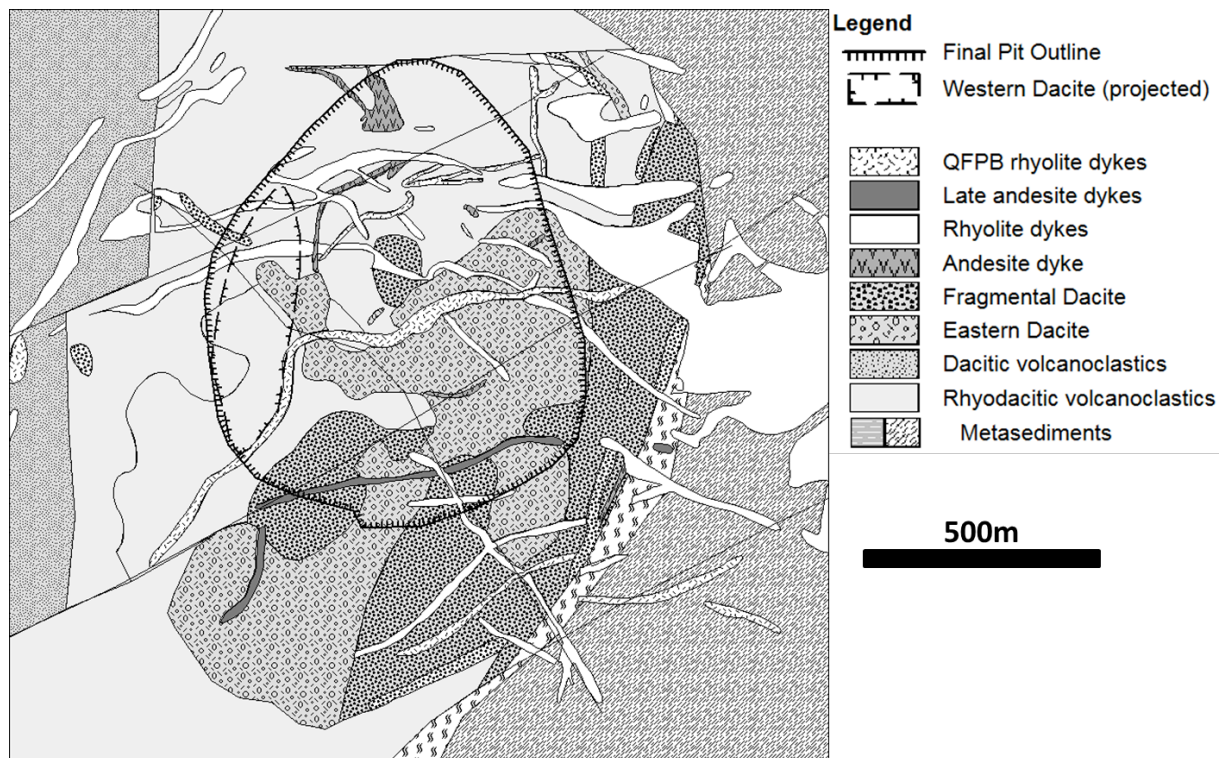 Legend
Final Pit Outline
Western Dacite (projected)
QFPB rhyolite dykes
Late andesite dykes
Rhyolite dykes
Andesite dyke
Fragmental Dacite
Eastern Dacite
Dacitic volcanoclastics
Rhyodacitic volcanoclastics
Metasediments
500m